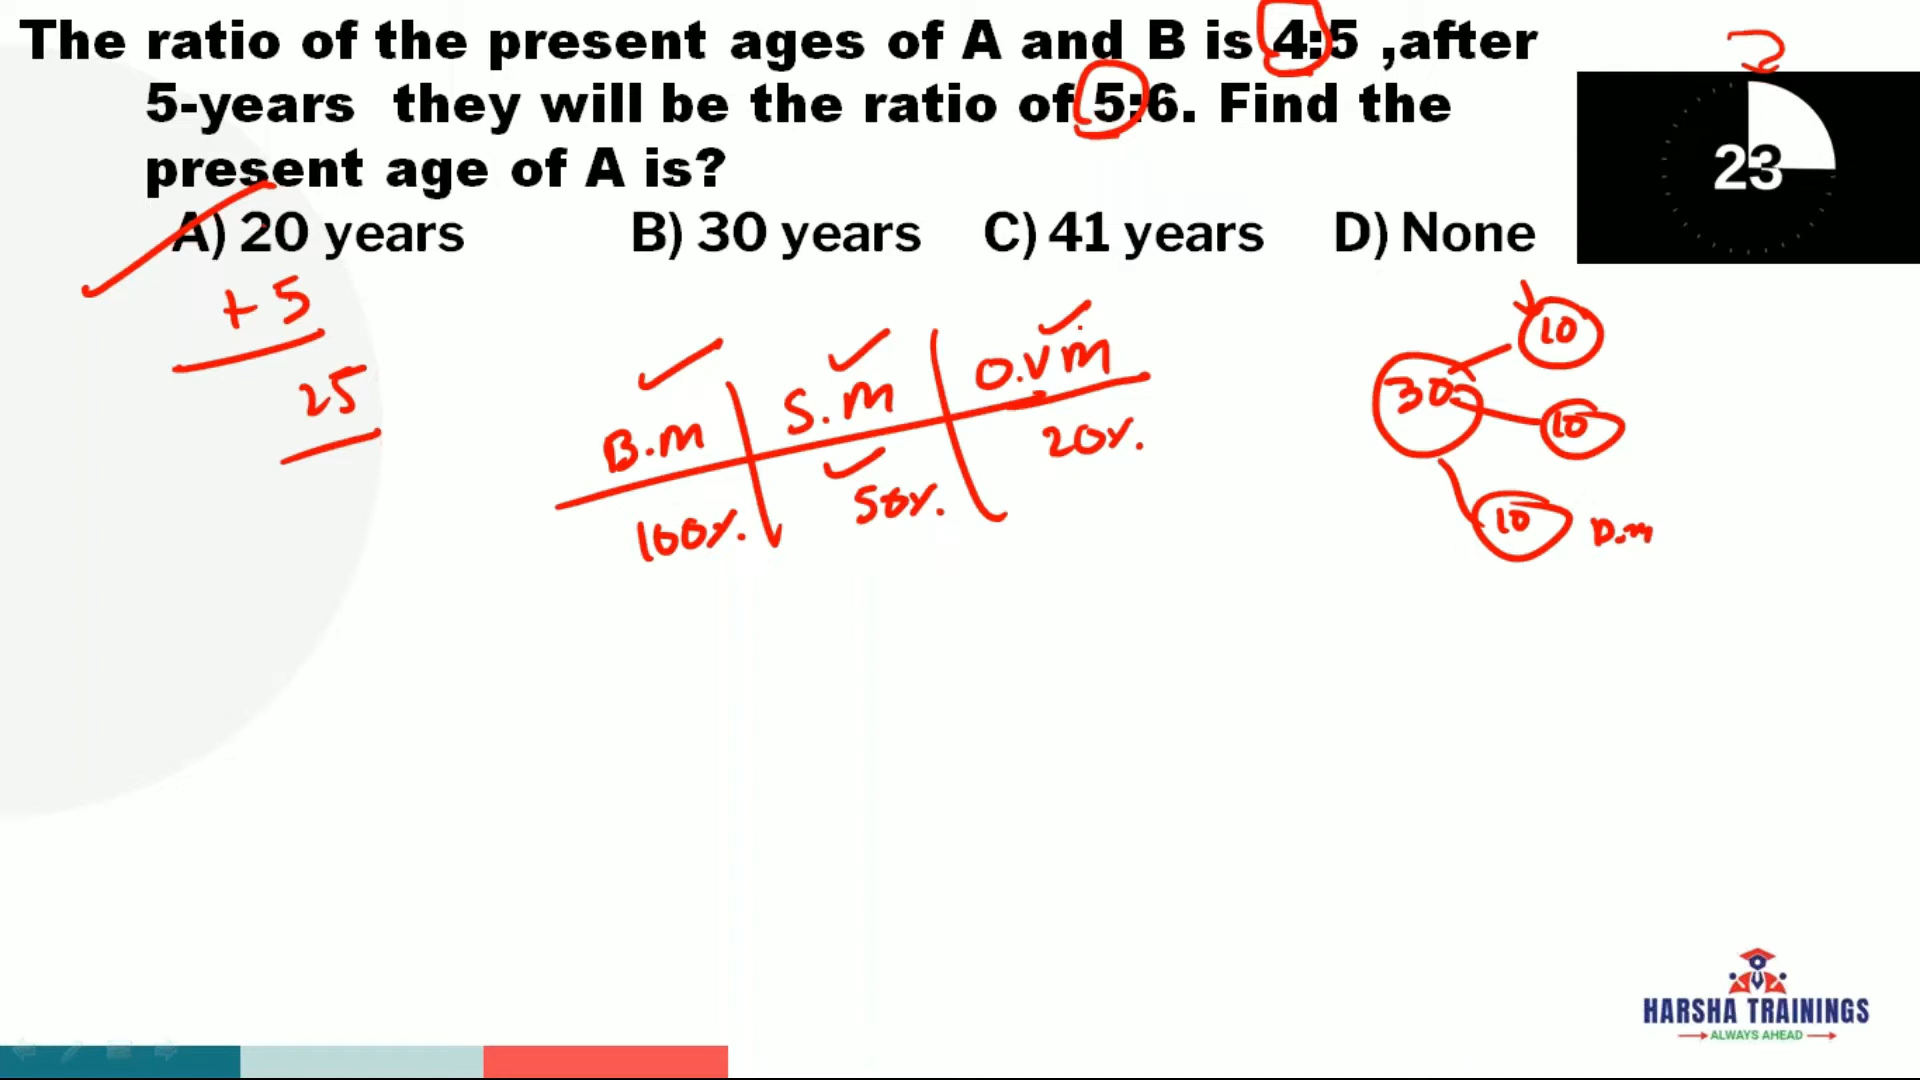 The ratio of the present ages of A and B is 4:5 ,after
5-years they will be the ratio of 5:6. Find the
present age of A is?
A) 20 years B) 30 years C) 41 years D) None
23
+ 5
25
B.M S.M O.V M
100%. 50%. 20%.
30
10
10
10 D.M
HARSHA TRAININGS
ALWAYS AHEAD